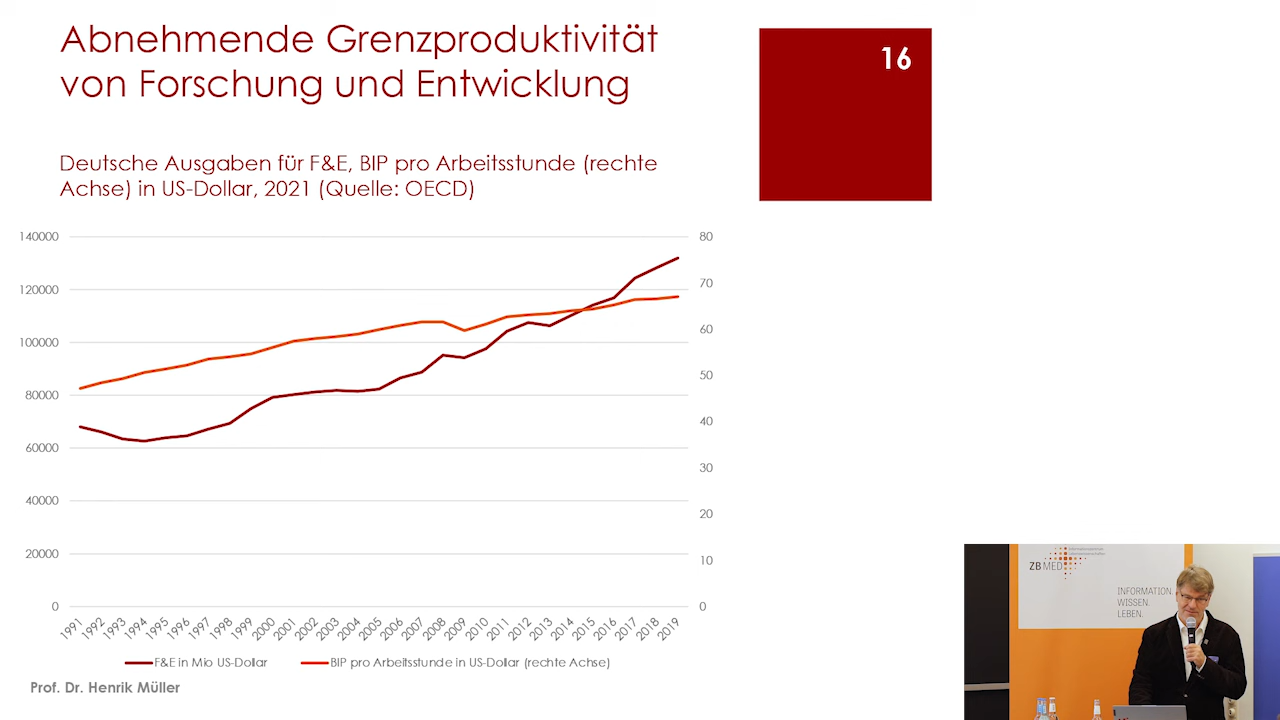 Abnehmende Grenzproduktivität
von Forschung und Entwicklung
16
Deutsche Ausgaben für F&E, BIP pro Arbeitsstunde (rechte
Achse) in US-Dollar, 2021 (Quelle: OECD)
140000
120000
100000
80000
60000
40000
20000
0
80
70
60
50
40
30
20
10
0
1991 1992 1993 1994 1995 1996 1997 1998 1999 2000 2001 2002 2003 2004 2005 2006 2007 2008 2009 2010 2011 2012 2013 2014 2015 2016 2017 2018 2019
F&E in Mio US-Dollar
BIP pro Arbeitsstunde in US-Dollar (rechte Achse)
Prof. Dr. Henrik Müller
ZB MED
INFORMATION.
WISSEN.
LEBEN.